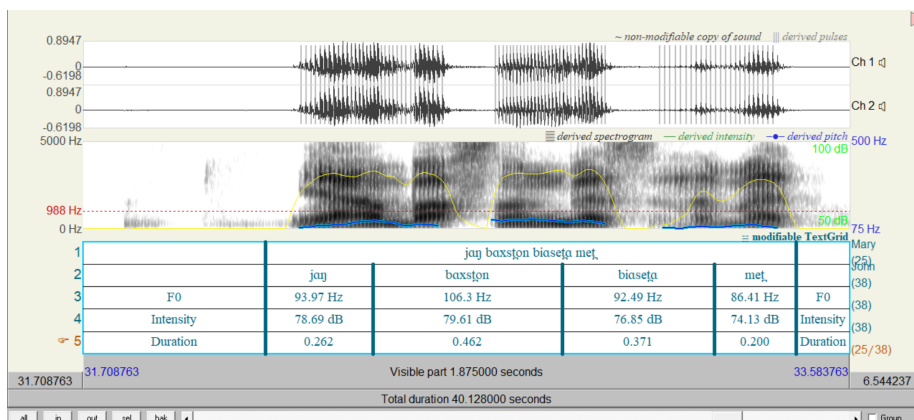 0.8947
~ non-modifiable copy of sound ||| derived pulses
0
Ch 1
-0.6198
0.8947
0
Ch 2
-0.6198
derived spectrogram — derived intensity derived pitch
5000 Hz
500 Hz
100 dB
988 Hz
50 dB
0 Hz
75 Hz
modifiable TextGrid
1 jaŋ baxston biaseʈa meʈ Mary (25)
2 jaŋ baxston biaseʈa meʈ John (38)
3 F0 93.97 Hz 106.3 Hz 92.49 Hz 86.41 Hz F0 (38)
4 Intensity 78.69 dB 79.61 dB 76.85 dB 74.13 dB Intensity (38)
5 Duration 0.262 0.462 0.371 0.200 Duration (25/38)
31.708763 31.708763 Visible part 1.875000 seconds 33.583763 6.544237
Total duration 40.128000 seconds
all in out sel bak Group